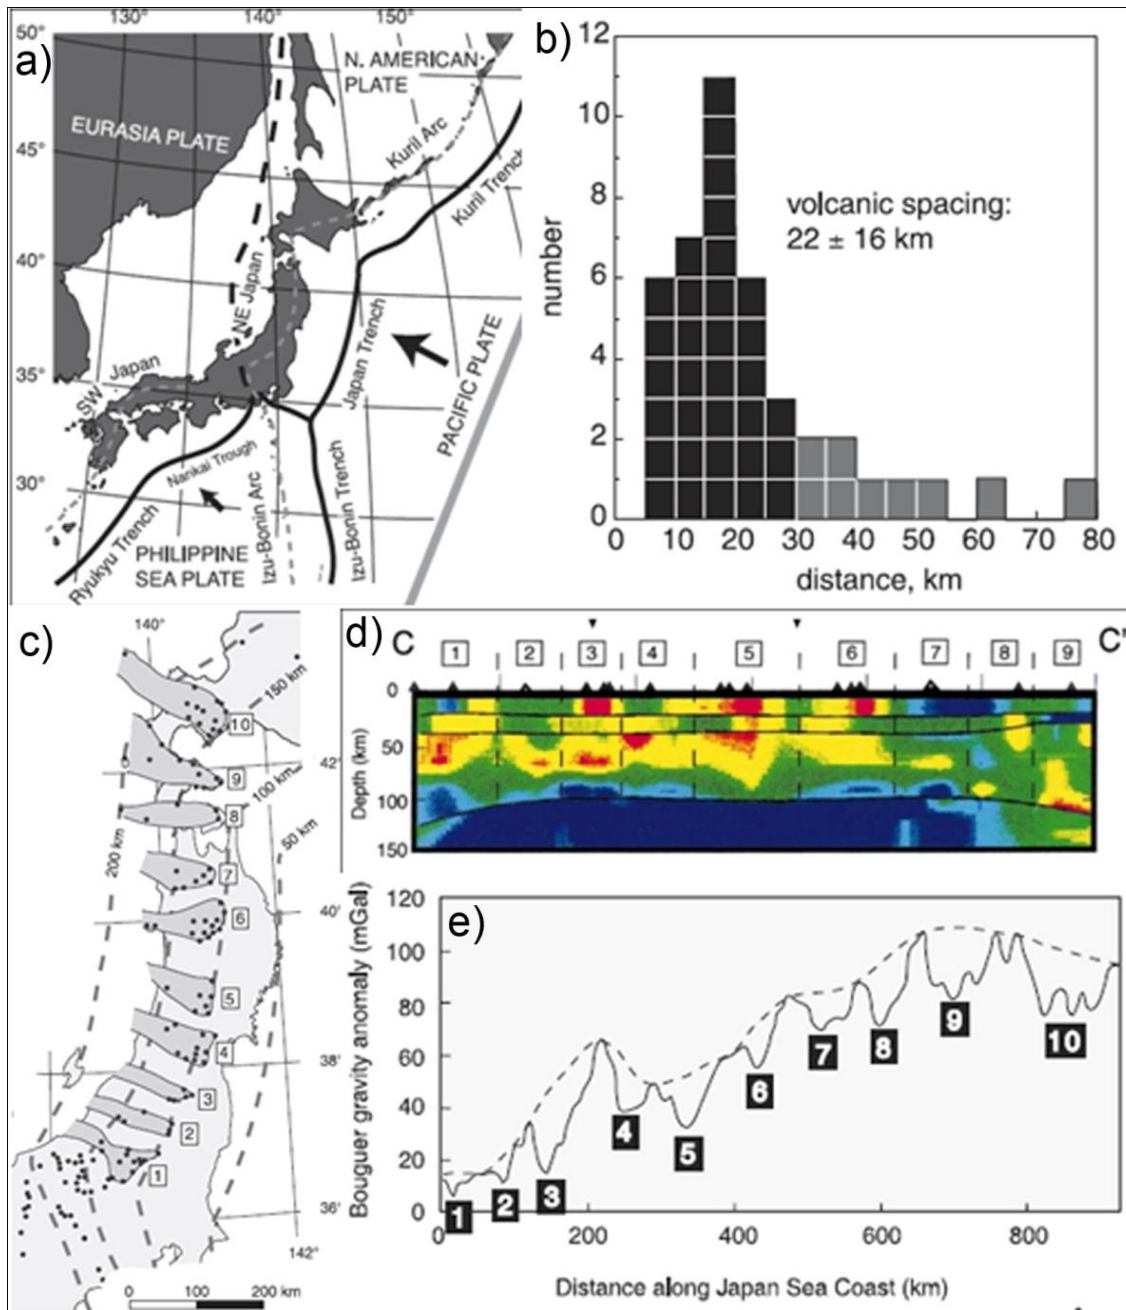 a)
130°
140°
150°
50°
45°
40°
35°
30°
N. AMERICAN
PLATE
EURASIA PLATE
Kuril Arc
Kuril Trench
NE Japan
Japan Trench
SW Japan
PACIFIC PLATE
Nankai Trough
Izu-Bonin Arc
Izu-Bonin Trench
Ryukyu Trench
PHILIPPINE
SEA PLATE
b)
12
10
8
6
4
2
0
number
volcanic spacing:
22 ± 16 km
0 10 20 30 40 50 60 70 80
distance, km
c)
140°
150 km
10
42'
9
100 km
8
50 km
200 km
7
6
40'
5
4
38'
3
2
1
36'
142°
0 100 200 km
d)
C
C'
1 2 3 4 5 6 7 8 9
0
50
100
150
Depth (km)
e)
Bouguer gravity anomaly (mGal)
120
100
80
60
40
20
0
1 2 3 4 5 6 7 8 9 10
0 200 400 600 800
Distance along Japan Sea Coast (km)